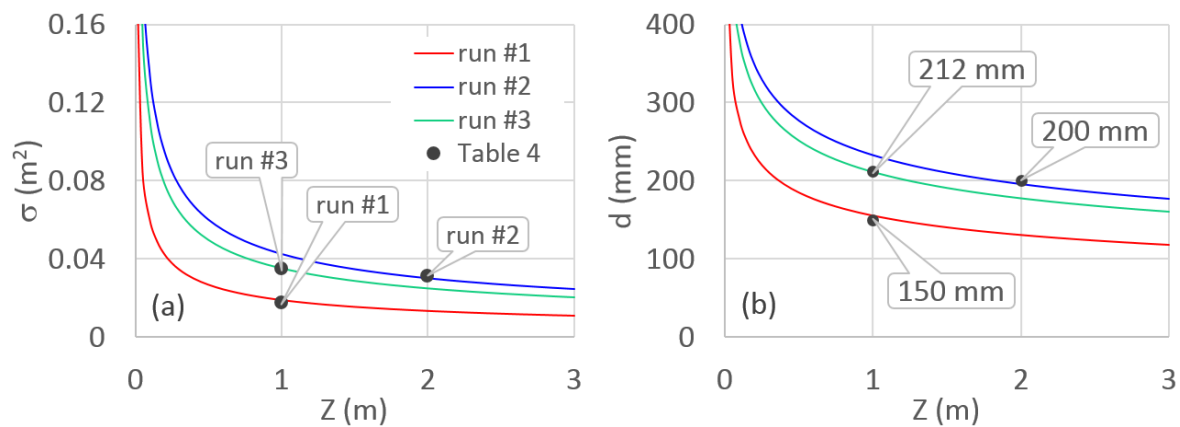 0.16
0.12
0.08
0.04
0
σ (m²)
run #1
run #2
run #3
Table 4
run #3
run #1
run #2
(a)
0 1 2 3
Z (m)
400
300
200
100
0
d (mm)
212 mm
200 mm
150 mm
(b)
0 1 2 3
Z (m)